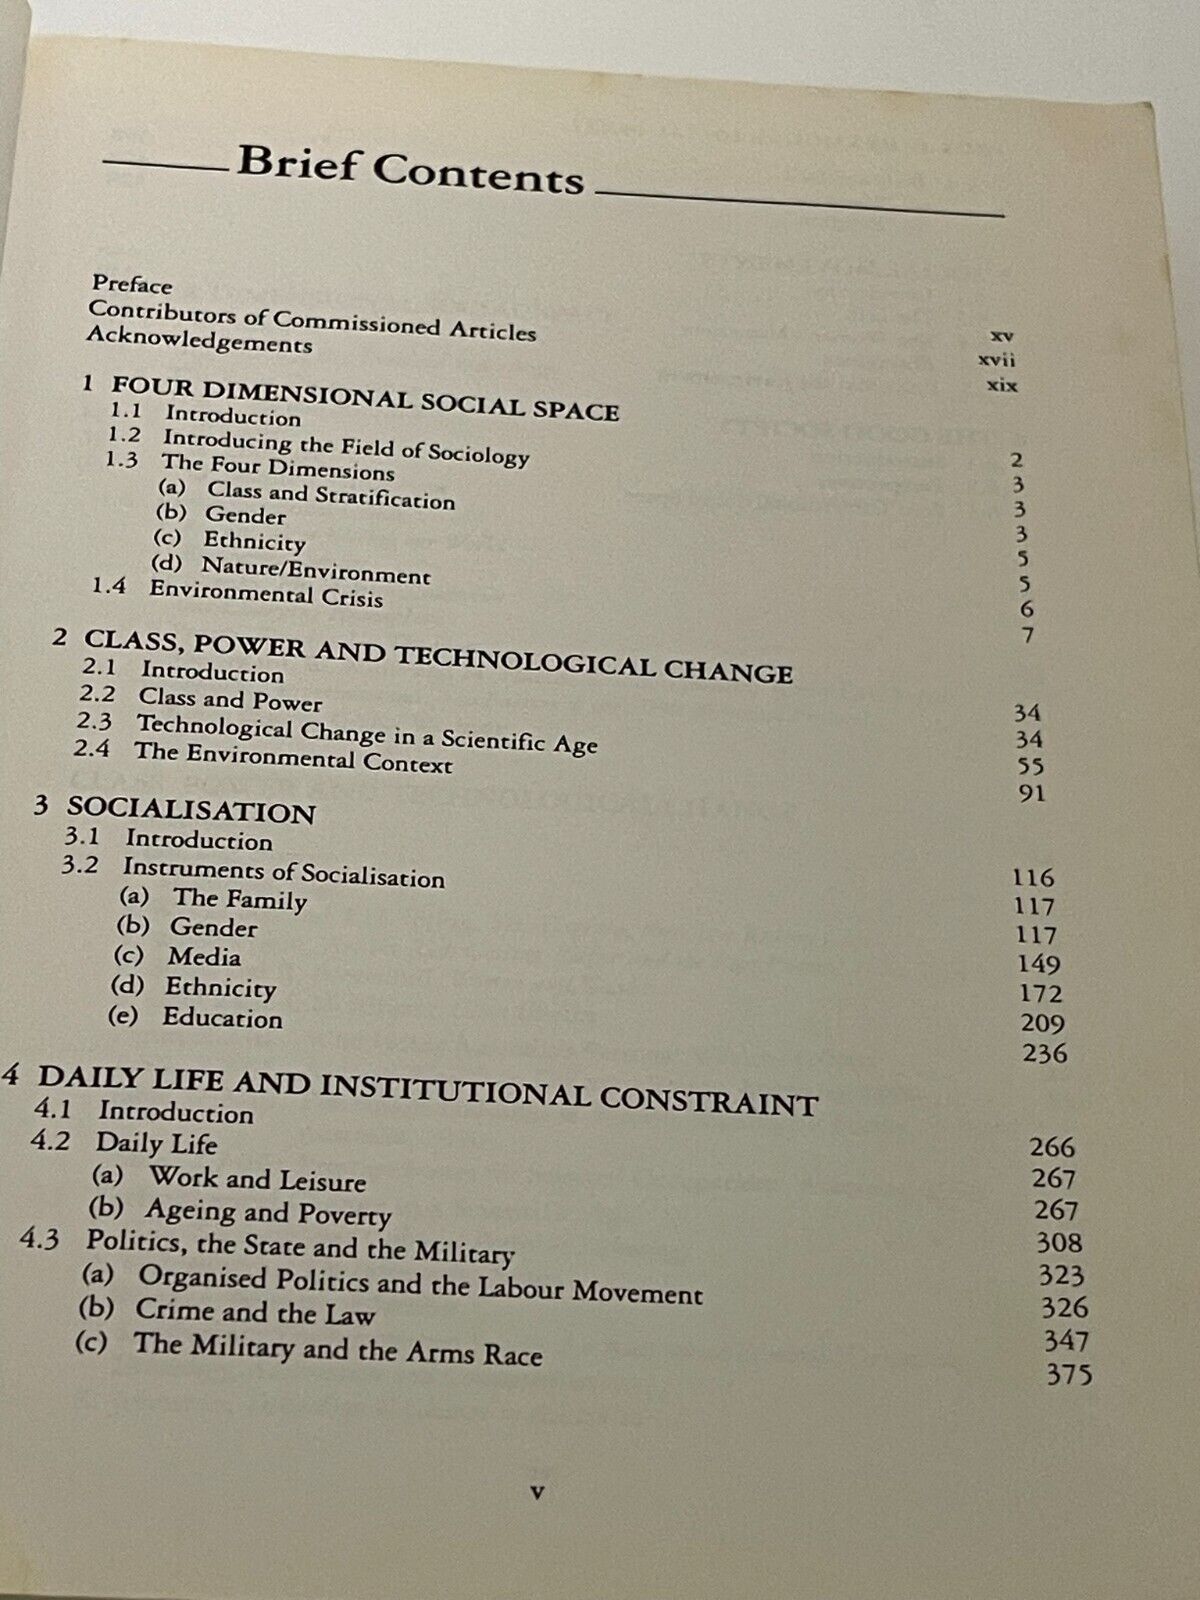 Brief Contents
Preface xv
Contributors of Commissioned Articles xvii
Acknowledgements xix
1 FOUR DIMENSIONAL SOCIAL SPACE
1.1 Introduction 2
1.2 Introducing the Field of Sociology 3
1.3 The Four Dimensions 3
(a) Class and Stratification 3
(b) Gender 5
(c) Ethnicity 5
(d) Nature/Environment 6
1.4 Environmental Crisis 7
2 CLASS, POWER AND TECHNOLOGICAL CHANGE
2.1 Introduction 34
2.2 Class and Power 34
2.3 Technological Change in a Scientific Age 55
2.4 The Environmental Context 91
3 SOCIALISATION
3.1 Introduction 116
3.2 Instruments of Socialisation 117
(a) The Family 117
(b) Gender 149
(c) Media 172
(d) Ethnicity 209
(e) Education 236
4 DAILY LIFE AND INSTITUTIONAL CONSTRAINT
4.1 Introduction 266
4.2 Daily Life 267
(a) Work and Leisure 267
(b) Ageing and Poverty 308
4.3 Politics, the State and the Military 323
(a) Organised Politics and the Labour Movement 326
(b) Crime and the Law 347
(c) The Military and the Arms Race 375
v